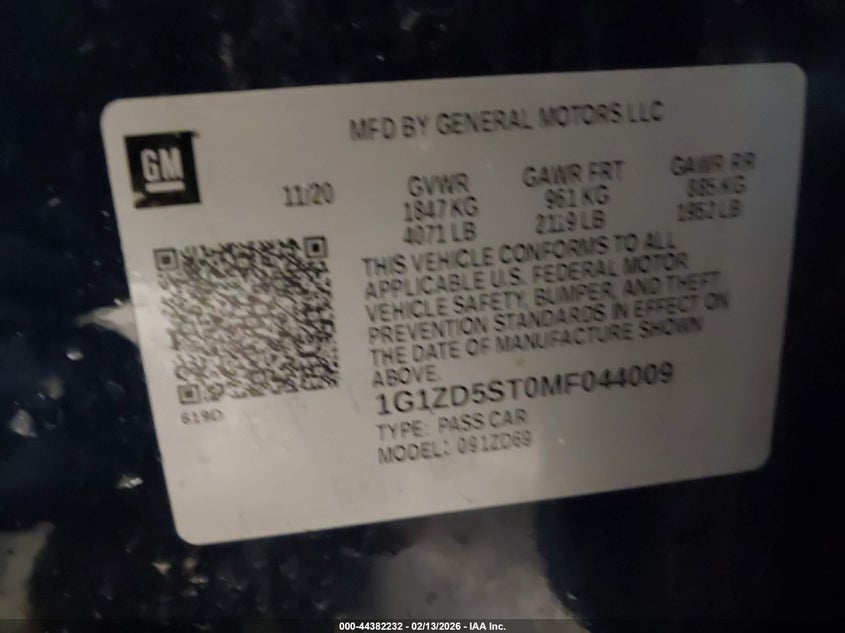 MFD BY GENERAL MOTORS LLC
GM
11/20
GVWR
1847 KG
4071 LB
GAWR FRT
961 KG
2119 LB
GAWR RR
885 KG
1952 LB
THIS VEHICLE CONFORMS TO ALL
APPLICABLE U.S. FEDERAL MOTOR
VEHICLE SAFETY, BUMPER, AND THEFT
PREVENTION STANDARDS IN EFFECT ON
THE DATE OF MANUFACTURE SHOWN
ABOVE.
1G1ZD5ST0MF044009
TYPE: PASS CAR
MODEL: 091ZD69
619D
000-44382232 - 02/13/2026 - IAA Inc.